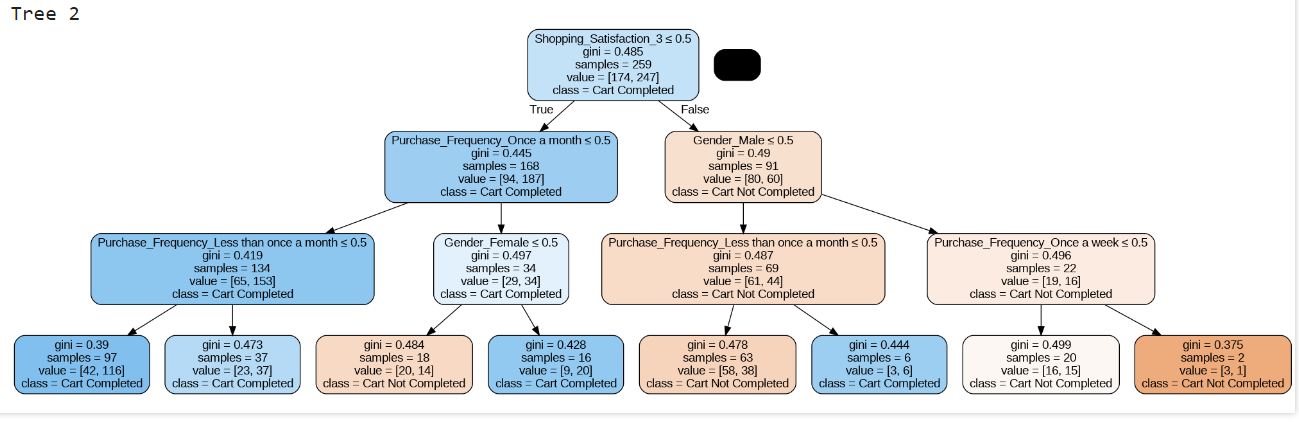 Tree 2
Shopping_Satisfaction_3 ≤ 0.5
gini = 0.485
samples = 259
value = [174, 247]
class = Cart Completed
True
False
Purchase_Frequency_Once a month ≤ 0.5
gini = 0.445
samples = 168
value = [94, 187]
class = Cart Completed
Gender_Male ≤ 0.5
gini = 0.49
samples = 91
value = [80, 60]
class = Cart Not Completed
Purchase_Frequency_Less than once a month ≤ 0.5
gini = 0.419
samples = 134
value = [65, 153]
class = Cart Completed
Gender_Female ≤ 0.5
gini = 0.497
samples = 34
value = [29, 34]
class = Cart Completed
Purchase_Frequency_Less than once a month ≤ 0.5
gini = 0.487
samples = 69
value = [61, 44]
class = Cart Not Completed
Purchase_Frequency_Once a week ≤ 0.5
gini = 0.496
samples = 22
value = [19, 16]
class = Cart Not Completed
gini = 0.39
samples = 97
value = [42, 116]
class = Cart Completed
gini = 0.473
samples = 37
value = [23, 37]
class = Cart Completed
gini = 0.484
samples = 18
value = [20, 14]
class = Cart Not Completed
gini = 0.428
samples = 16
value = [9, 20]
class = Cart Completed
gini = 0.478
samples = 63
value = [58, 38]
class = Cart Not Completed
gini = 0.444
samples = 6
value = [3, 6]
class = Cart Completed
gini = 0.499
samples = 20
value = [16, 15]
class = Cart Not Completed
gini = 0.375
samples = 2
value = [3, 1]
class = Cart Not Completed